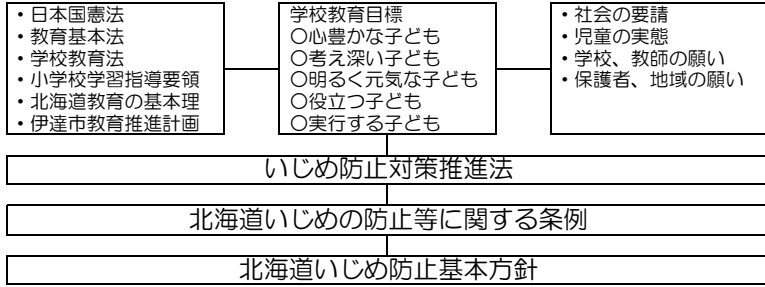 ・日本国憲法
・教育基本法
・学校教育法
・小学校学習指導要領
・北海道教育の基本理
・伊達市教育推進計画
学校教育目標
〇心豊かな子ども
〇考え深い子ども
〇明るく元気な子ども
〇役立つ子ども
〇実行する子ども
・社会の要請
・児童の実態
・学校、教師の願い
・保護者、地域の願い
いじめ防止対策推進法
北海道いじめの防止等に関する条例
北海道いじめ防止基本方針